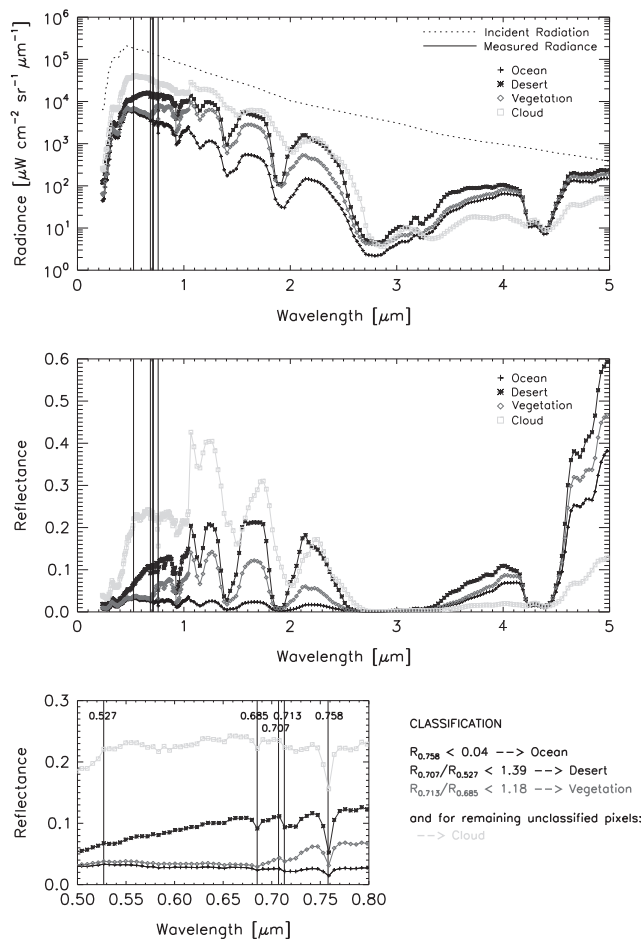 10⁶
10⁵
10⁴
10³
10²
10¹
10⁰
Radiance [μW cm⁻² sr⁻¹ μm⁻¹]
Incident Radiation
Measured Radiance
Ocean
Desert
Vegetation
Cloud
0 1 2 3 4 5
Wavelength [μm]
0.6
0.5
0.4
0.3
0.2
0.1
0.0
Reflectance
Ocean
Desert
Vegetation
Cloud
0 1 2 3 4 5
Wavelength [μm]
0.3
0.2
0.1
0.0
Reflectance
0.527 0.685 0.713 0.758
0.707
0.50 0.55 0.60 0.65 0.70 0.75 0.80
Wavelength [μm]
CLASSIFICATION
R0.758 < 0.04 --> Ocean
R0.707/R0.527 < 1.39 --> Desert
R0.713/R0.685 < 1.18 --> Vegetation
and for remaining unclassified pixels:
--> Cloud